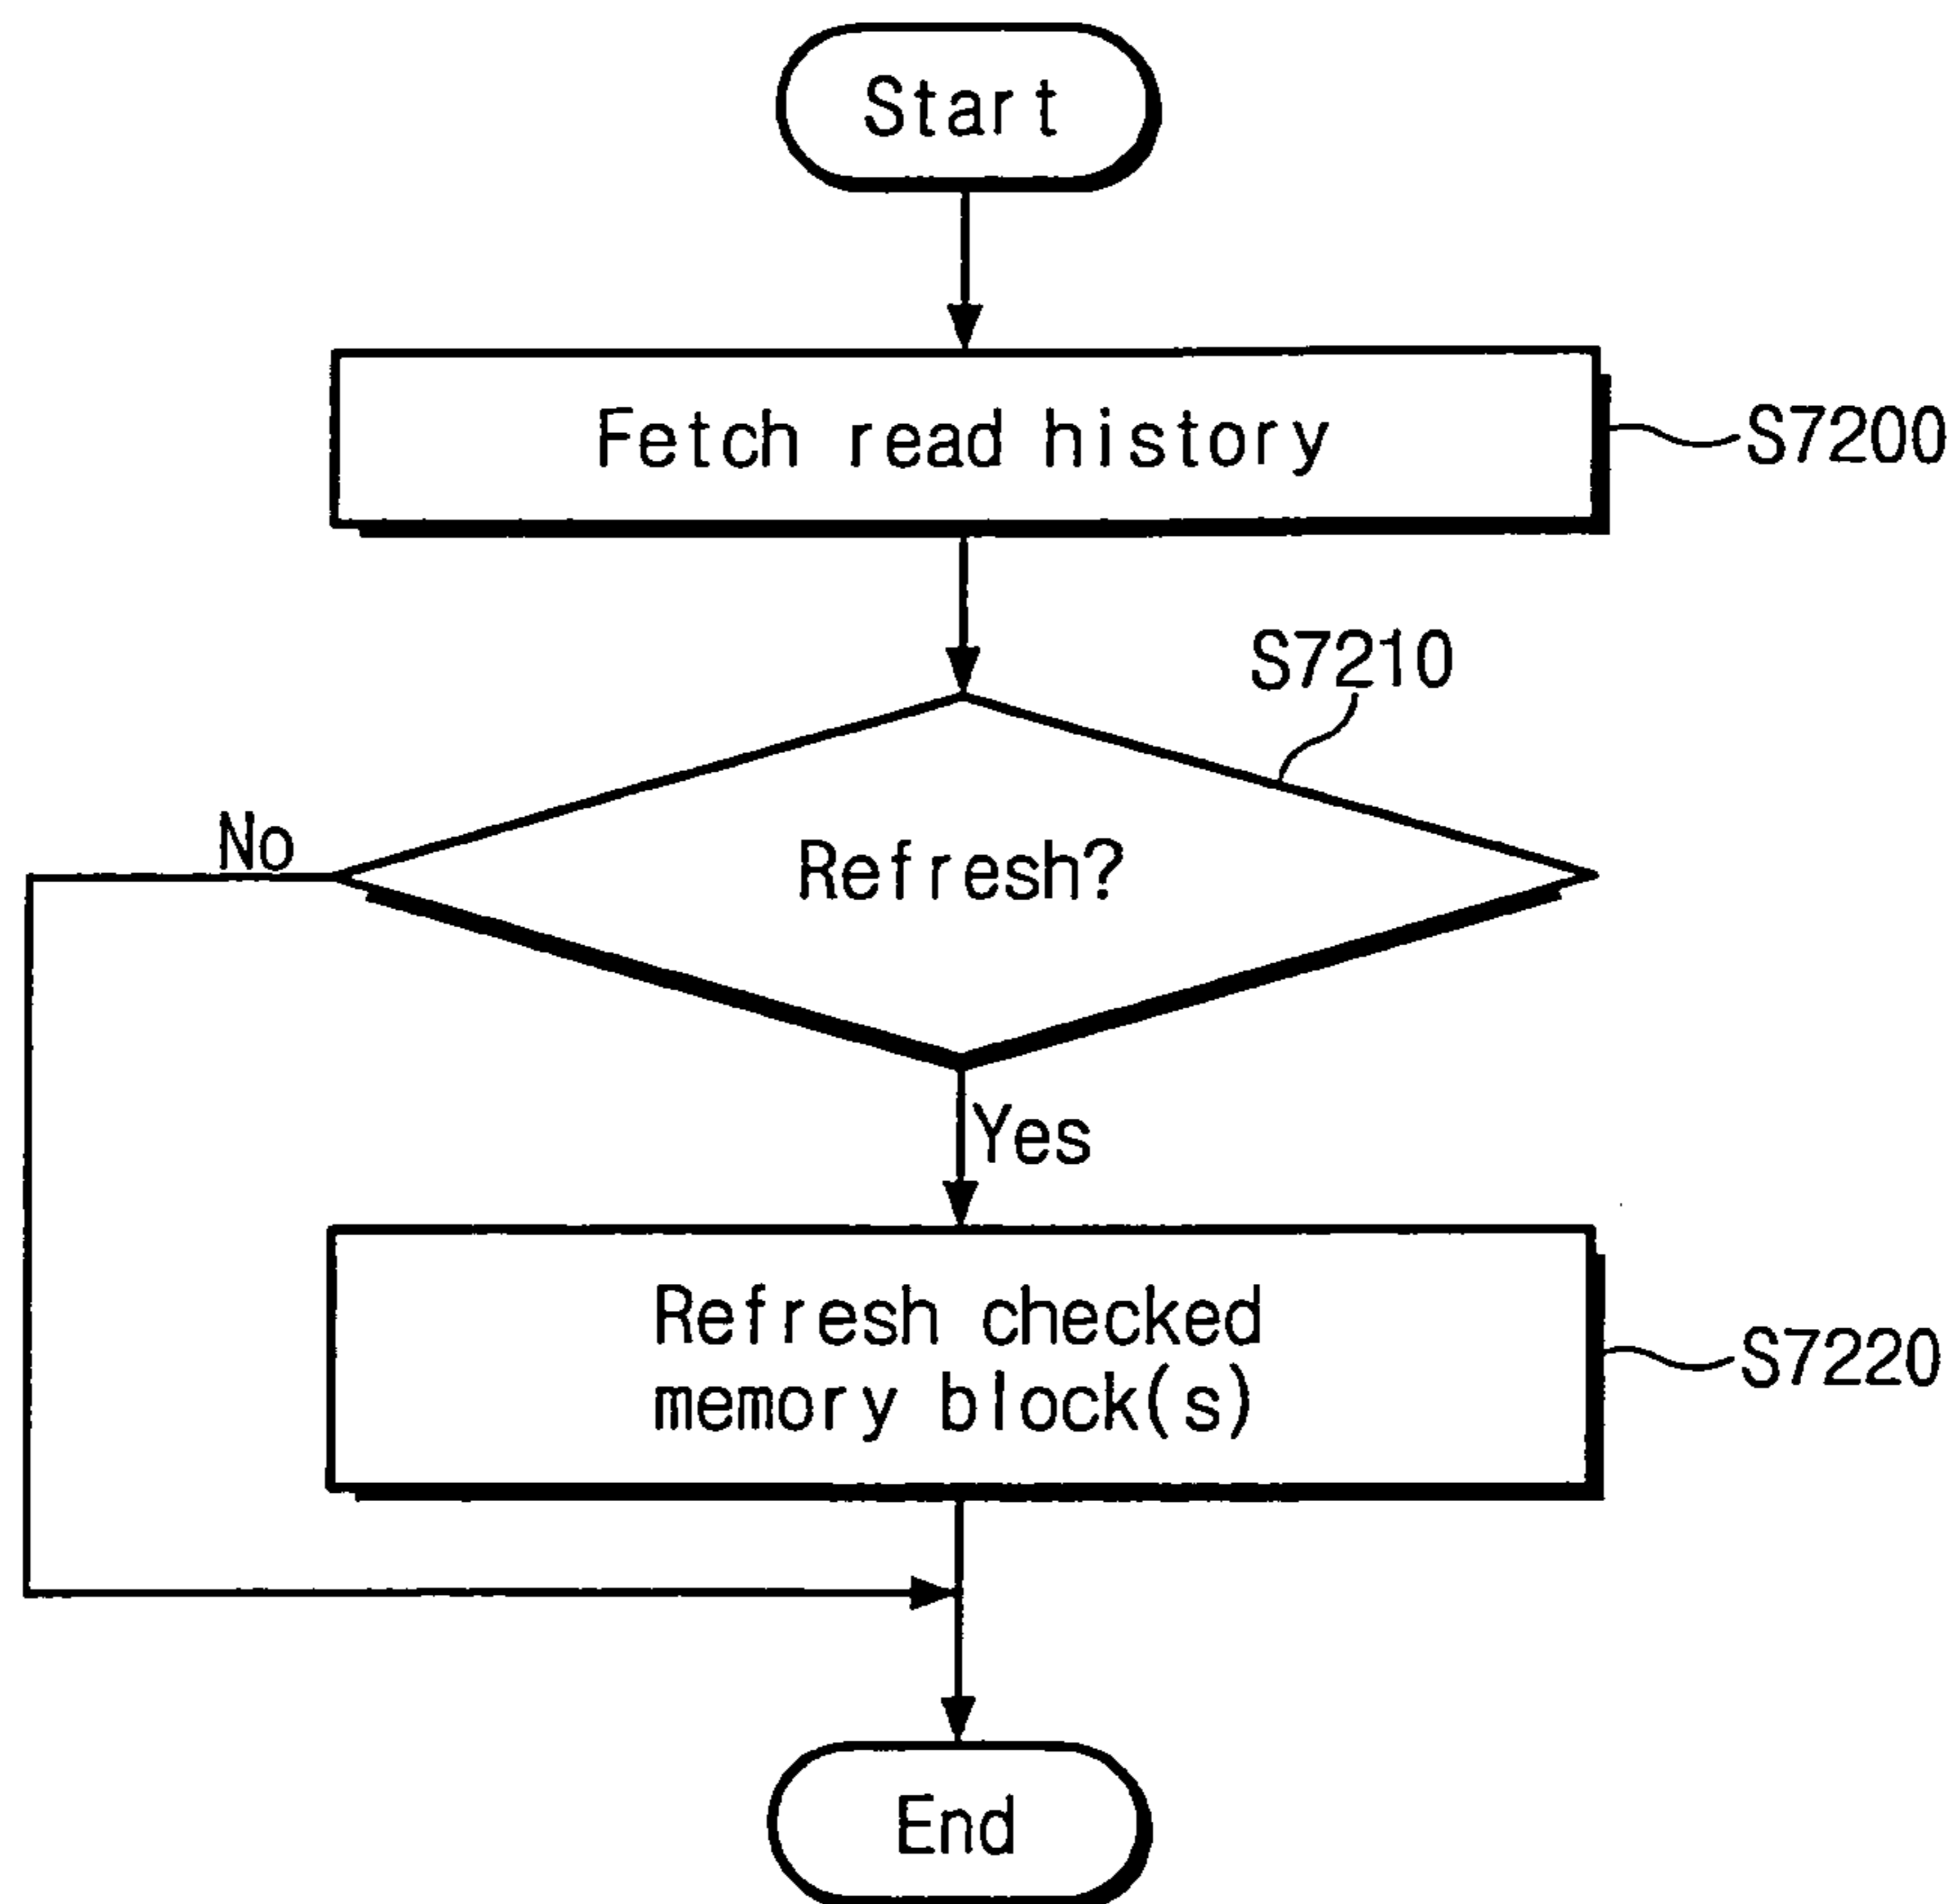 Start
Fetch read history
S7200
S7210
No
Refresh?
Yes
Refresh checked
memory block(s)
S7220
End